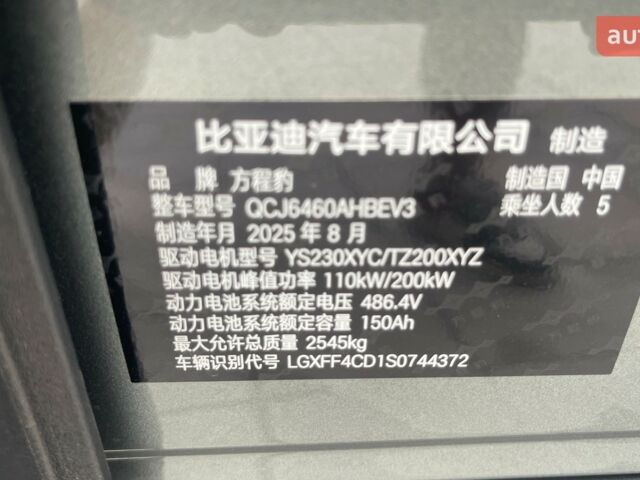 aut
比亚迪汽车有限公司 制造
品 牌 方程豹 制造国 中国
整车型号 QCJ6460AHBEV3 乘坐人数 5
制造年月 2025 年 8 月
驱动电机型号 YS230XYC/TZ200XYZ
驱动电机峰值功率 110kW/200kW
动力电池系统额定电压 486.4V
动力电池系统额定容量 150Ah
最大允许总质量 2545kg
车辆识别代号 LGXFF4CD1S0744372